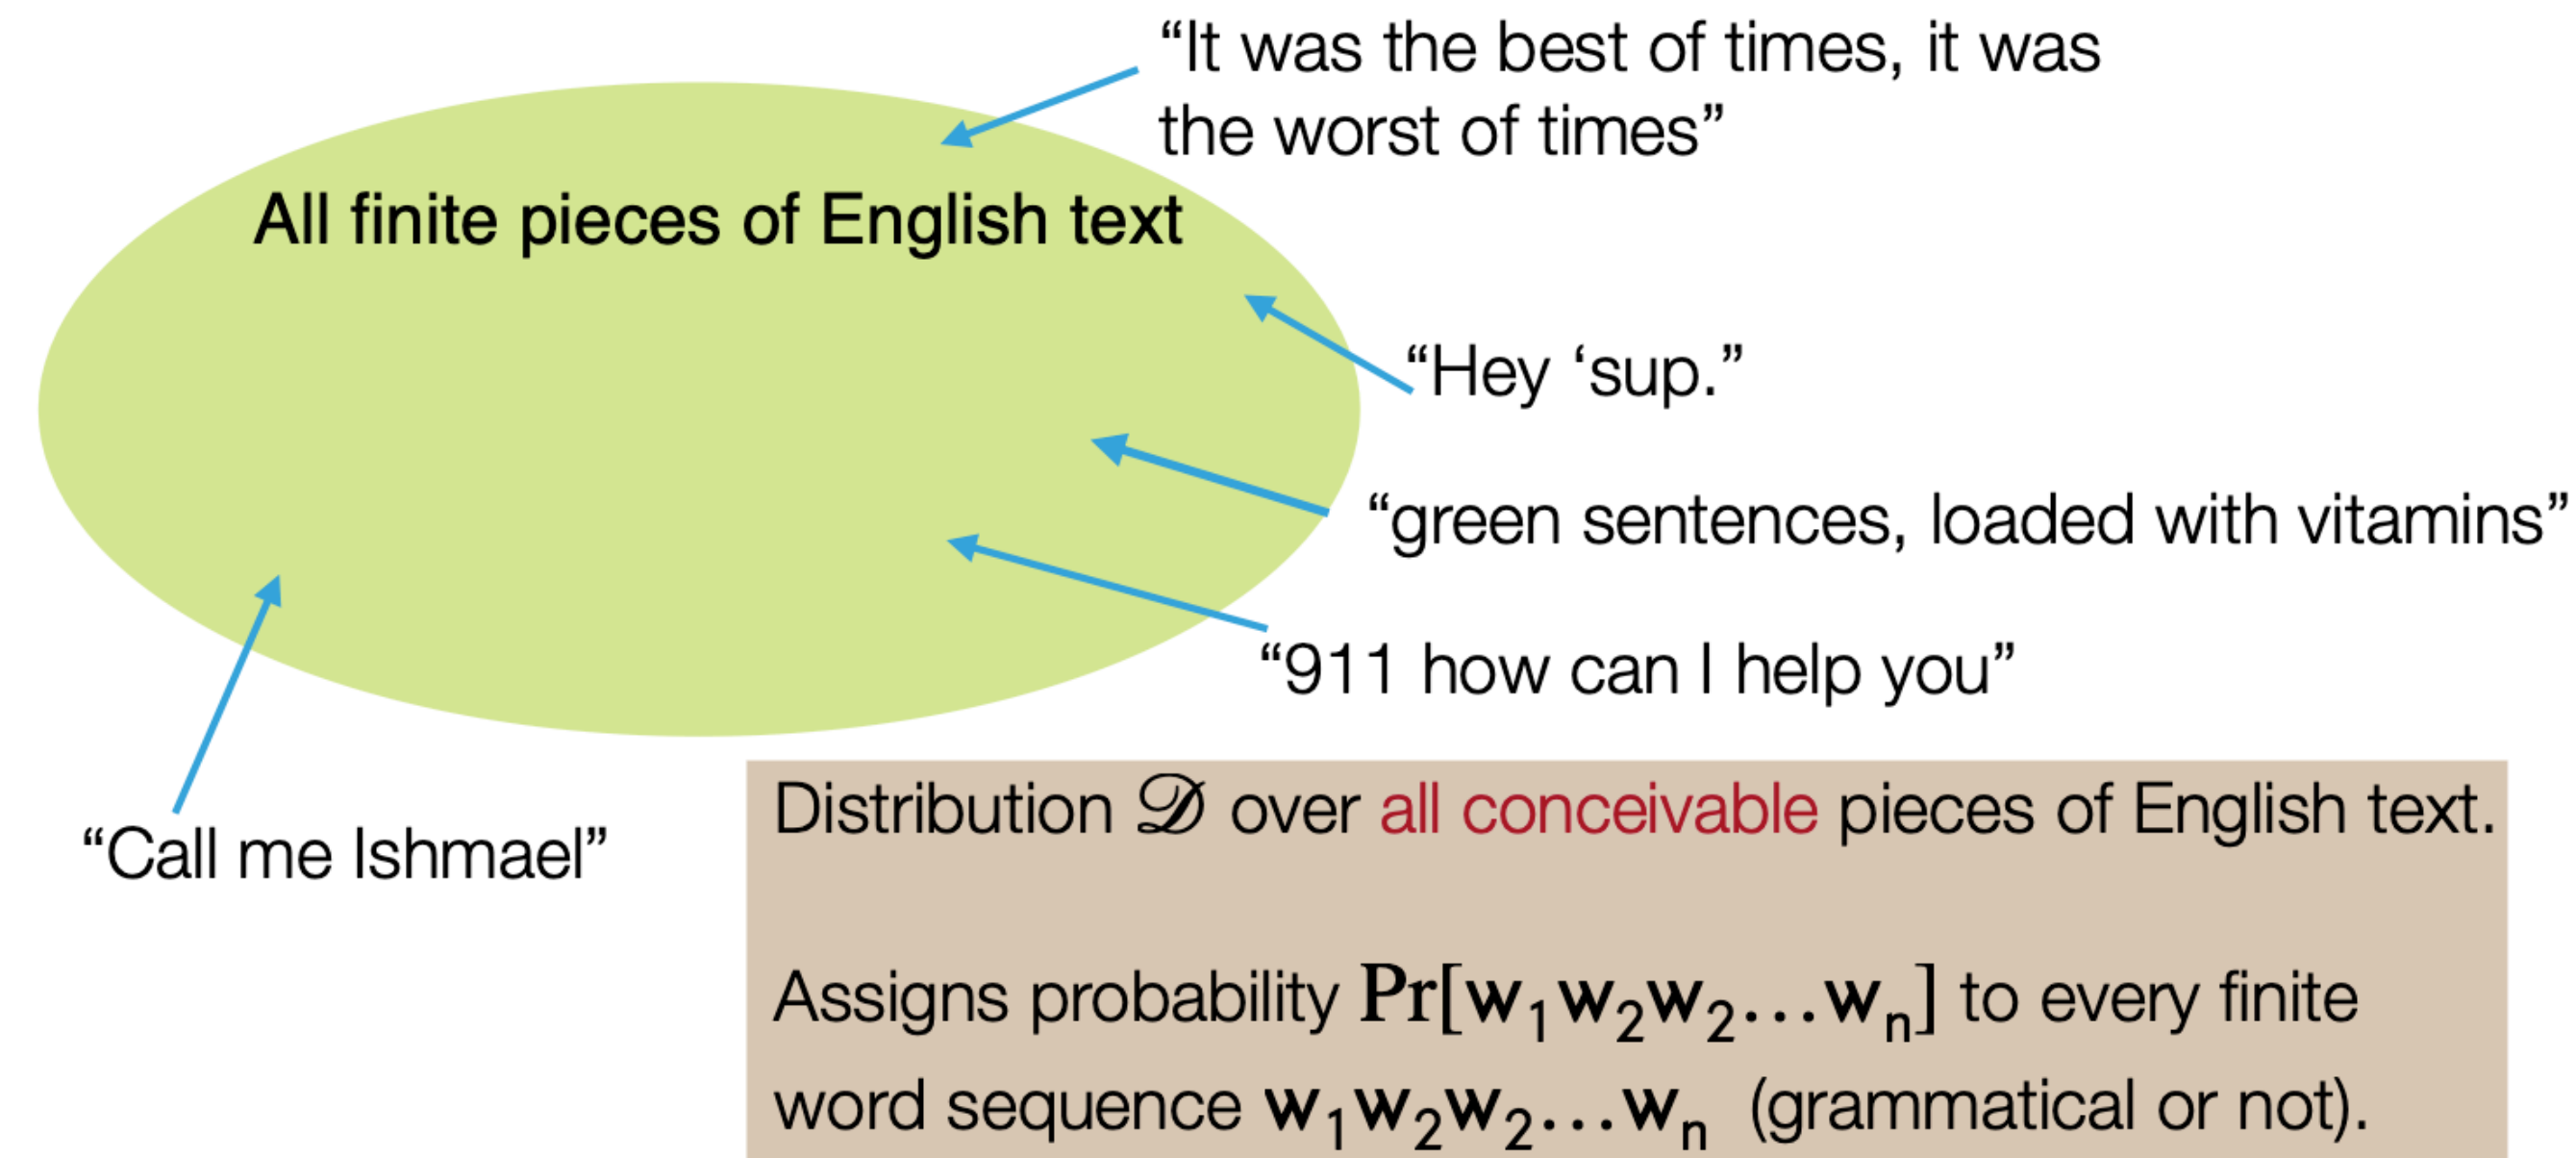 “It was the best of times, it was
the worst of times”
All finite pieces of English text
“Hey ‘sup.”
“green sentences, loaded with vitamins”
“911 how can I help you”
“Call me Ishmael”
Distribution 𝒟 over all conceivable pieces of English text.
Assigns probability Pr[w₁w₂w₂...wₙ] to every finite
word sequence w₁w₂w₂...wₙ (grammatical or not).